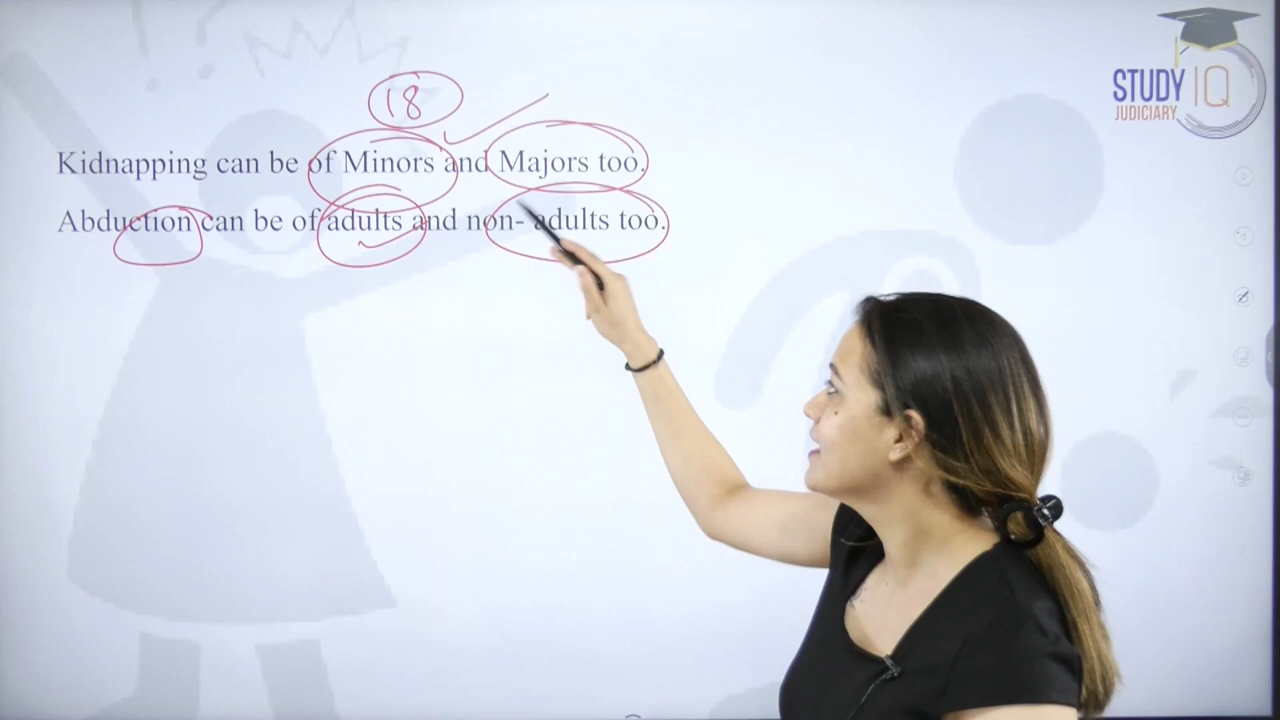 STUDY IQ
JUDICIARY
18
Kidnapping can be of Minors and Majors too.
Abduction can be of adults and non- adults too.